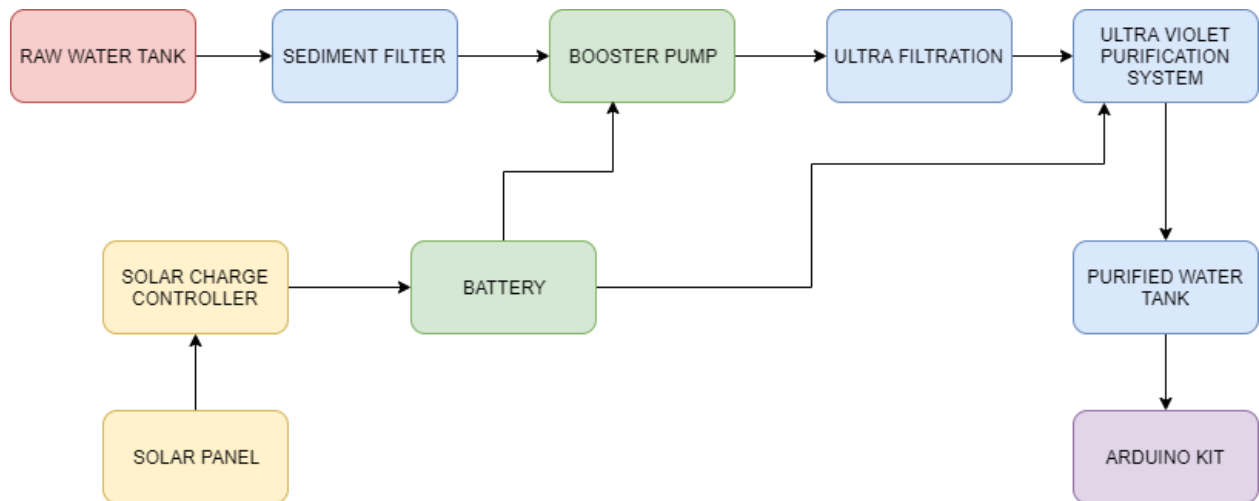 RAW WATER TANK
SEDIMENT FILTER
BOOSTER PUMP
ULTRA FILTRATION
ULTRA VIOLET
PURIFICATION
SYSTEM
SOLAR CHARGE
CONTROLLER
BATTERY
PURIFIED WATER
TANK
SOLAR PANEL
ARDUINO KIT